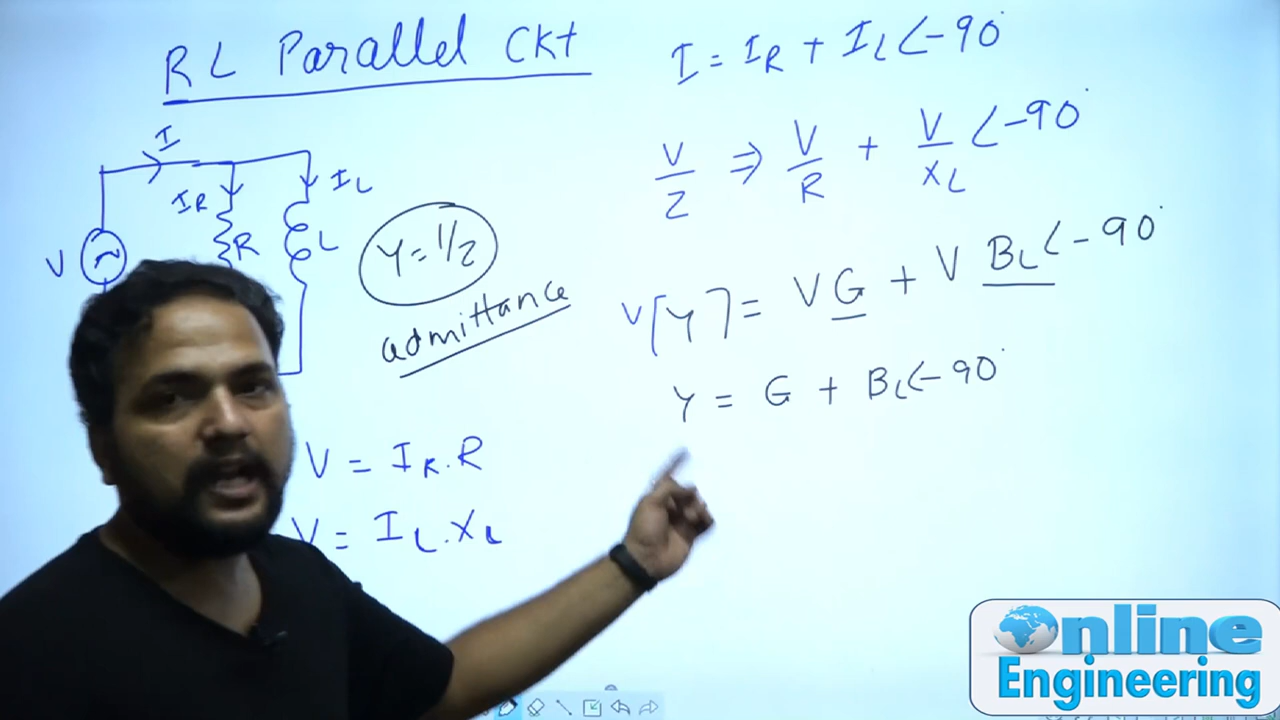 RL Parallel Ckt
I
IR
IL
V
R
L
Y = 1/Z
admittance
V = IR.R
V = IL.XL
I = IR + IL∠-90°
V/Z ⇒ V/R + V/XL ∠-90°
V[Y] = VG + V BL∠-90°
Y = G + BL∠-90°
Online
Engineering